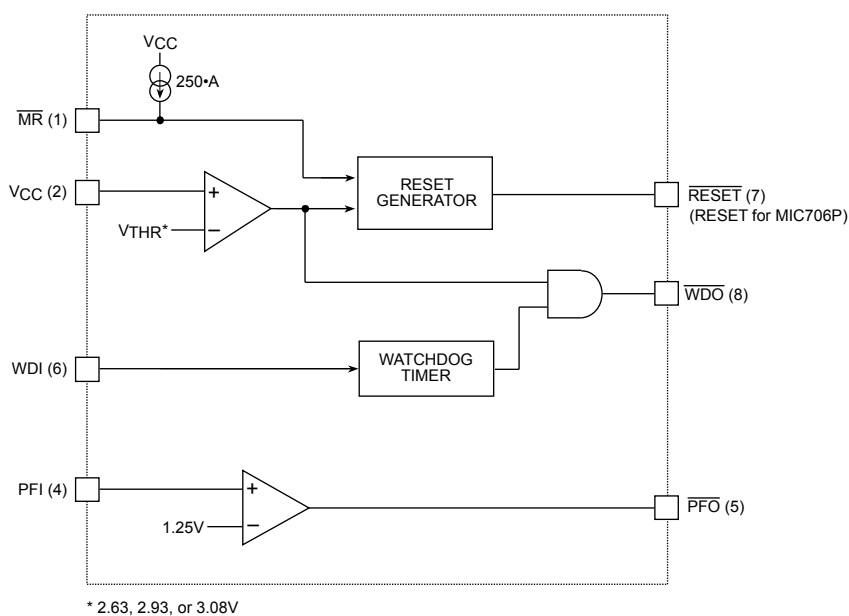 VCC
250•A
MR (1)
VCC (2)
+
VTHR*
−
RESET
GENERATOR
RESET (7)
(RESET for MIC706P)
WDO (8)
WDI (6)
WATCHDOG
TIMER
PFI (4)
+
1.25V
−
PFO (5)
* 2.63, 2.93, or 3.08V